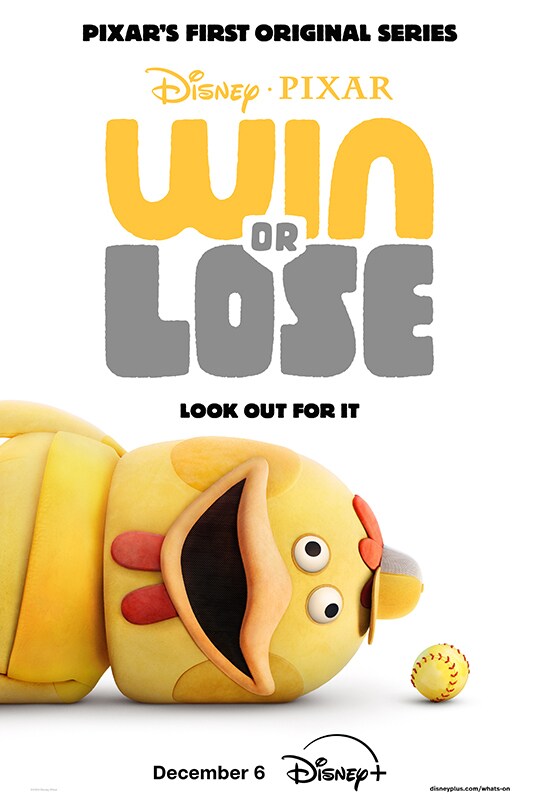 PIXAR'S FIRST ORIGINAL SERIES
DISNEY · PIXAR
WIN
OR
LOSE
LOOK OUT FOR IT
December 6 Disney+
disneyplus.com/whats-on